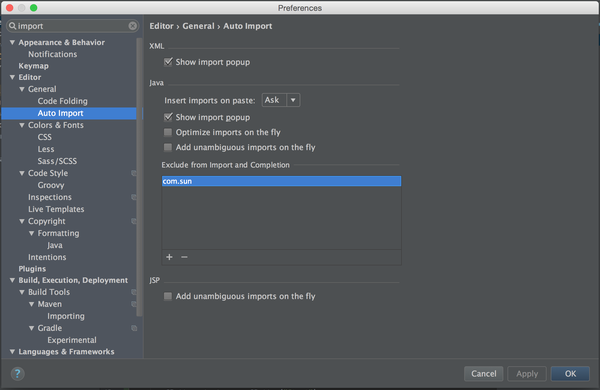 Preferences
import
Appearance & Behavior
Notifications
Keymap
Editor
General
Code Folding
Auto Import
Colors & Fonts
CSS
Less
Sass/SCSS
Code Style
Groovy
Inspections
Live Templates
Copyright
Formatting
Java
Intentions
Plugins
Build, Execution, Deployment
Build Tools
Maven
Importing
Gradle
Experimental
Languages & Frameworks
Editor › General › Auto Import
XML
Show import popup
Java
Insert imports on paste: Ask
Show import popup
Optimize imports on the fly
Add unambiguous imports on the fly
Exclude from Import and Completion
com.sun
+ −
JSP
Add unambiguous imports on the fly
? Cancel Apply OK